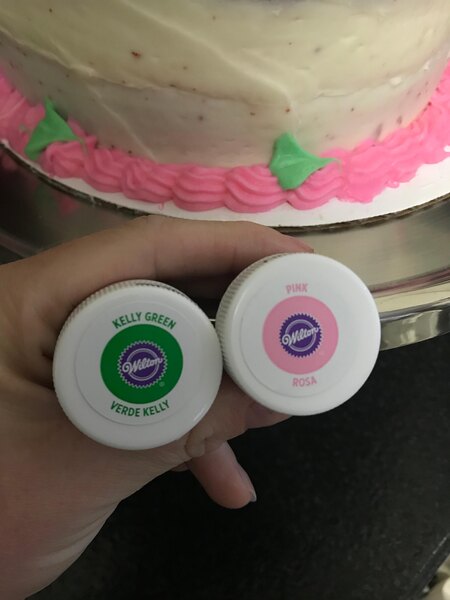 KELLY GREEN
Wilton
®
VERDE KELLY
PINK
Wilton
ROSA